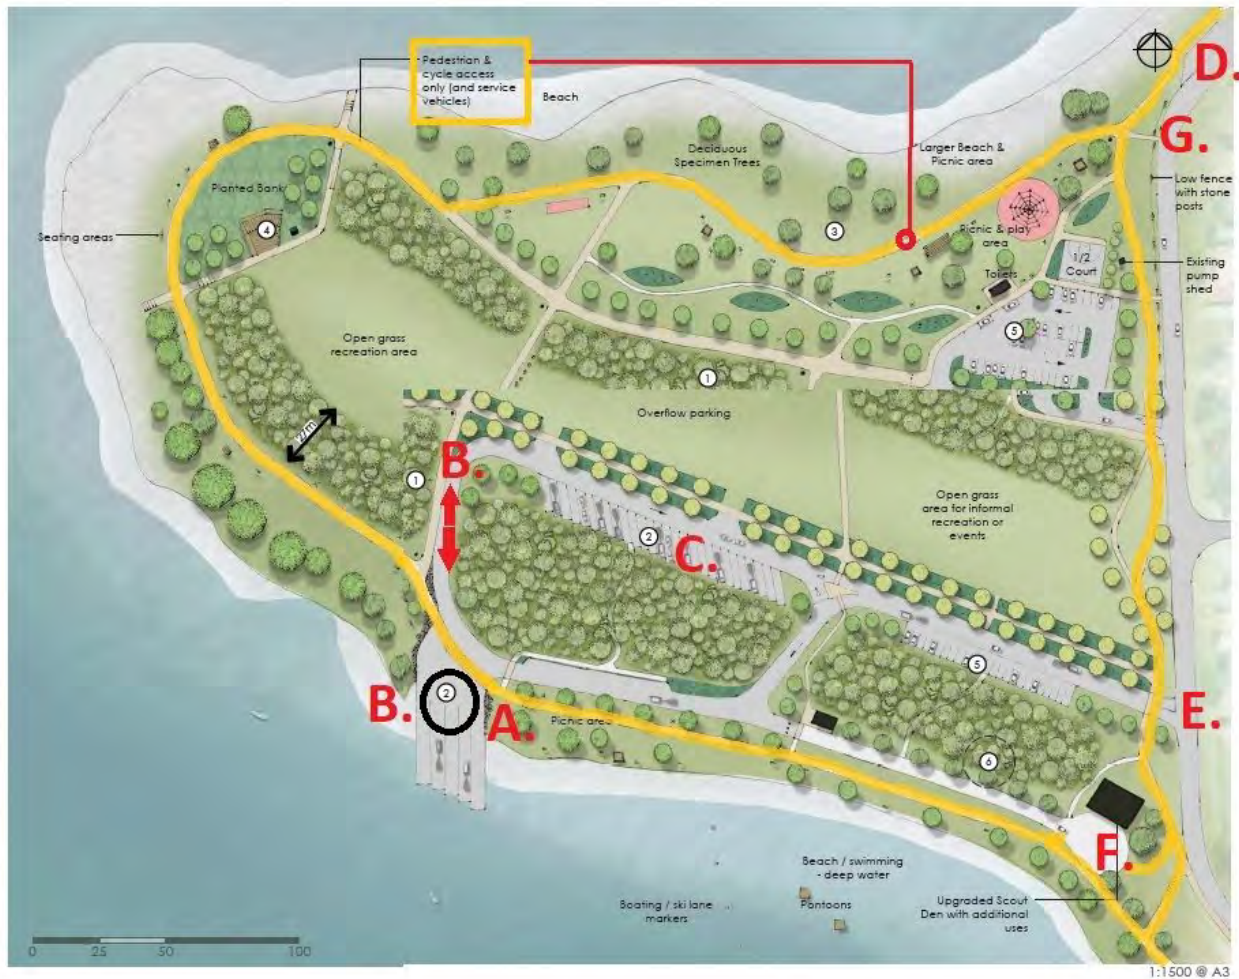 Pedestrian &
cycle access
only (and service
vehicles)
Beach
D.
Deciduous
Specimen Trees
Larger Beach &
Picnic area
G.
Low fence
with stone
posts
Planted Bank
4
3
Seating areas
Picnic & play
area
1/2
Court
Toilets
Existing
pump
shed
5
Open grass
recreation area
1
Overflow parking
27m
B.
1
Open grass
area for informal
recreation or
events
2
C.
5
B.
2
A.
Picnic area
E.
6
F.
Beach / swimming
- deep water
Boating / ski lane
markers
Pontoons
Upgraded Scout
Den with additional
uses
0 25 50 100
1:1500 @ A3